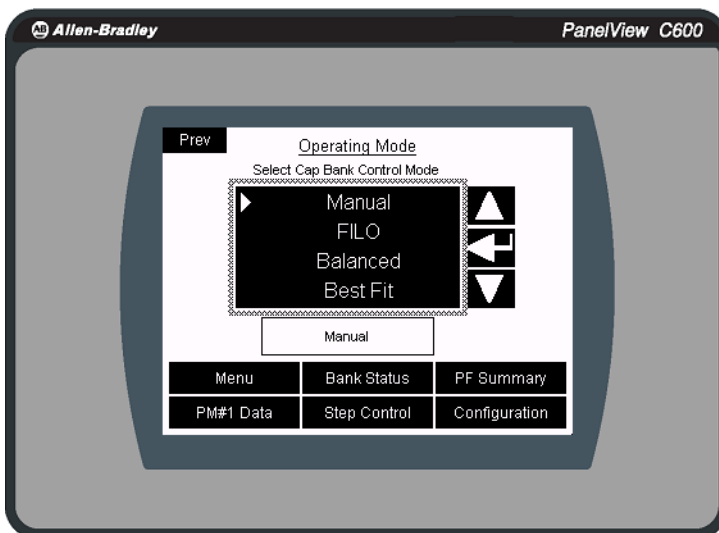 AB Allen-Bradley
PanelView C600
Prev
Operating Mode
Select Cap Bank Control Mode
Manual
FILO
Balanced
Best Fit
Manual
Menu
Bank Status
PF Summary
PM#1 Data
Step Control
Configuration